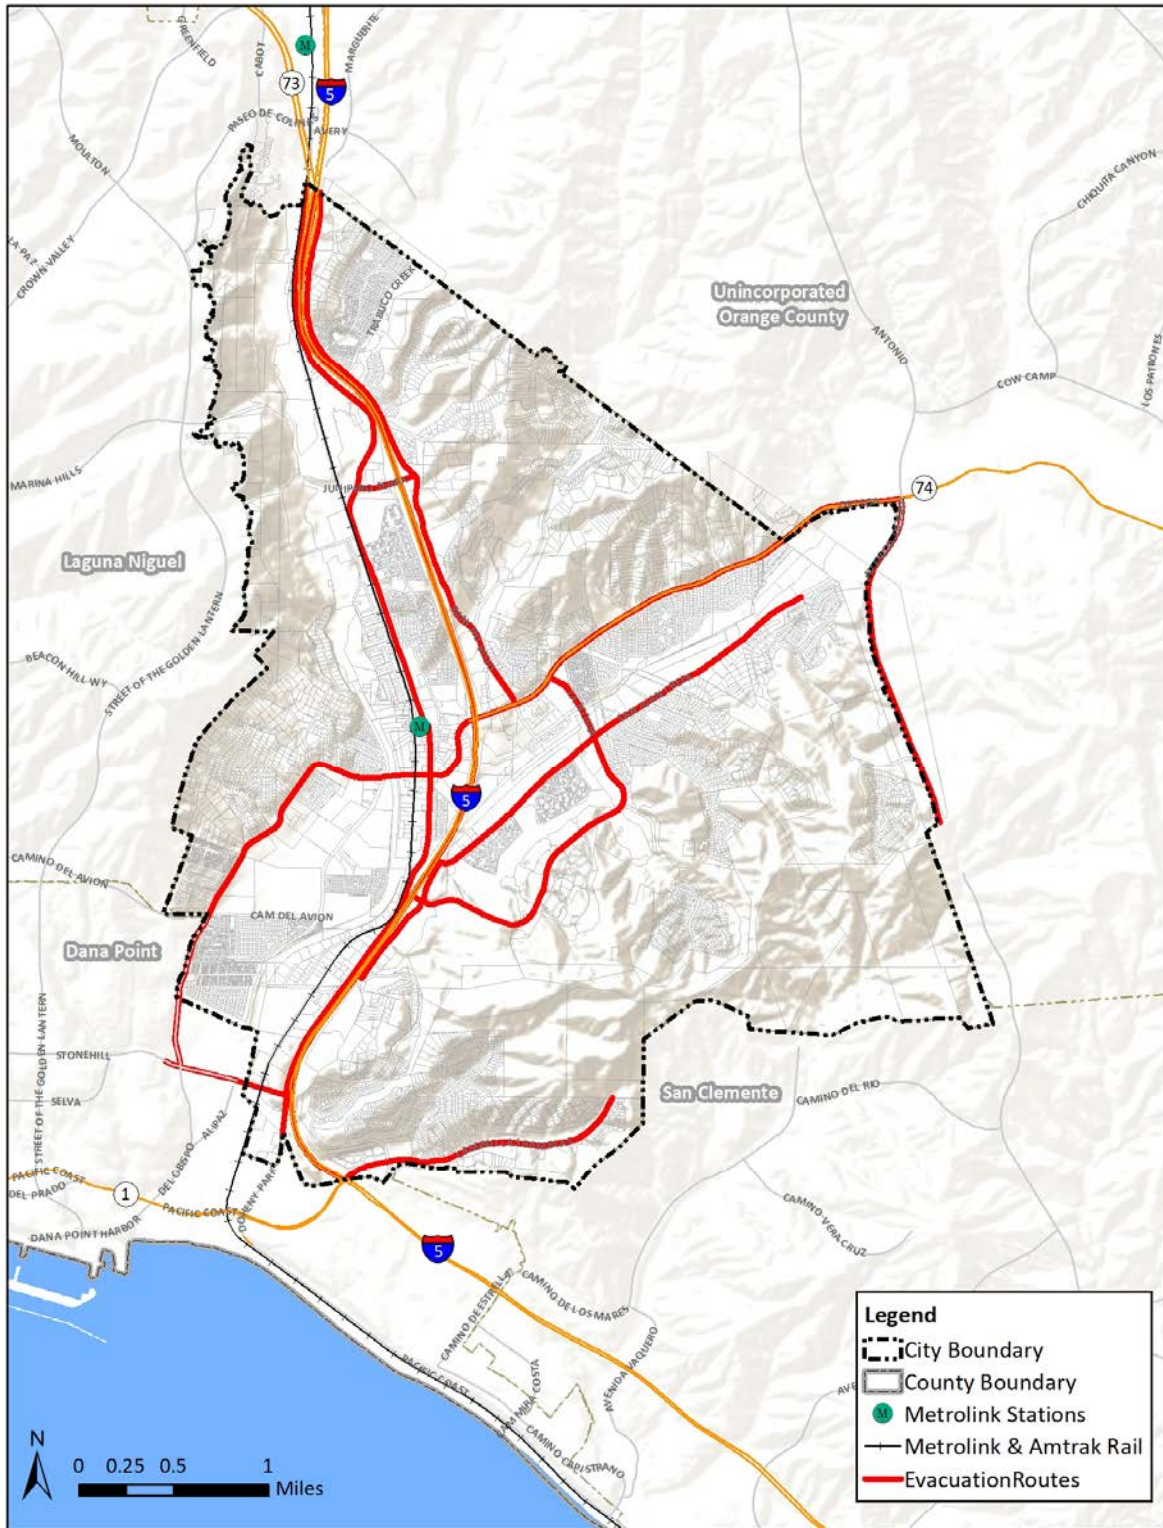 GREENFIELD
CABOT
M
MARGUERITE
73
5
PASEO DE COLINAS
AVERY
MOULTON
CHIQUITA CANYON
LA PAZ
CROWN VALLEY
TRABUCO CREEK
Unincorporated
Orange County
ANTONIO
LOS PATRONES
COW CAMP
MARINA HILLS
74
Laguna Niguel
STREET OF THE GOLDEN LANTERN
BEACON HILL WY
M
5
CAMINO DEL AVION
CAM DEL AVION
Dana Point
STREET OF THE GOLDEN LANTERN
STONEHILL
SELVA
ALIPAZ
San Clemente
CAMINO DEL RIO
DEL OBISPO
PACIFIC COAST
DEL PRADO
1
PACIFIC COAST
DOHENY PARK
DANA POINT HARBOR
CAMINO VERA CRUZ
5
CAMINO DE ESTRELLA
CAMINO DE LOS MARES
AVENIDA VAQUERO
PACIFIC COAST
CAM MIRA COSTA
CAMINO CAPISTRANO
Legend
City Boundary
County Boundary
M Metrolink Stations
Metrolink & Amtrak Rail
EvacuationRoutes
N
0 0.25 0.5 1
Miles